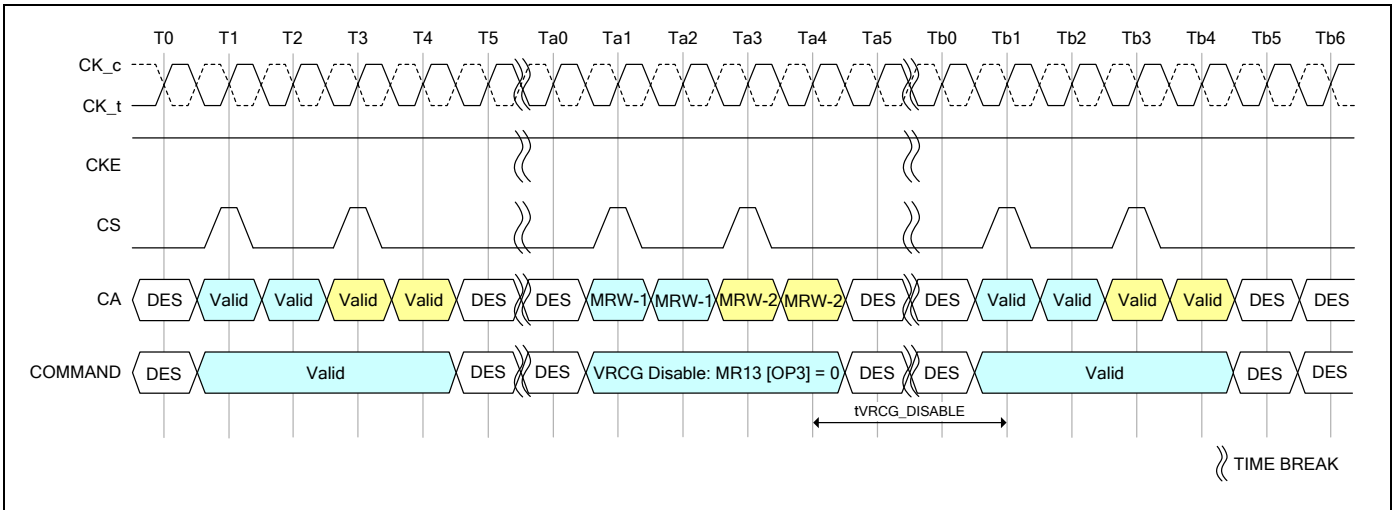 T0 T1 T2 T3 T4 T5 Ta0 Ta1 Ta2 Ta3 Ta4 Ta5 Tb0 Tb1 Tb2 Tb3 Tb4 Tb5 Tb6
CK_c
CK_t
CKE
CS
CA DES Valid Valid Valid Valid DES DES MRW-1 MRW-1 MRW-2 MRW-2 DES DES Valid Valid Valid Valid DES DES
COMMAND DES Valid DES DES VRCG Disable: MR13 [OP3] = 0 DES DES Valid DES DES
tVRCG_DISABLE
TIME BREAK